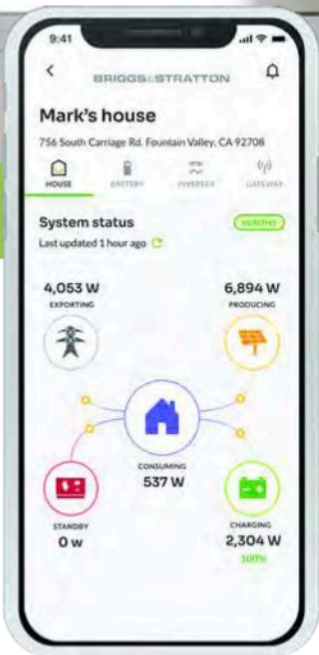 9:41
BRIGGS&STRATTON
Mark's house
756 South Carriage Rd. Fountain Valley, CA 92708
HOUSE
BATTERY
INVERTER
GATEWAY
System status
Last updated 1 hour ago
4,053 W
EXPORTING
6,894 W
PRODUCING
CONSUMING
537 W
STANDBY
0 w
CHARGING
2,304 W
100%